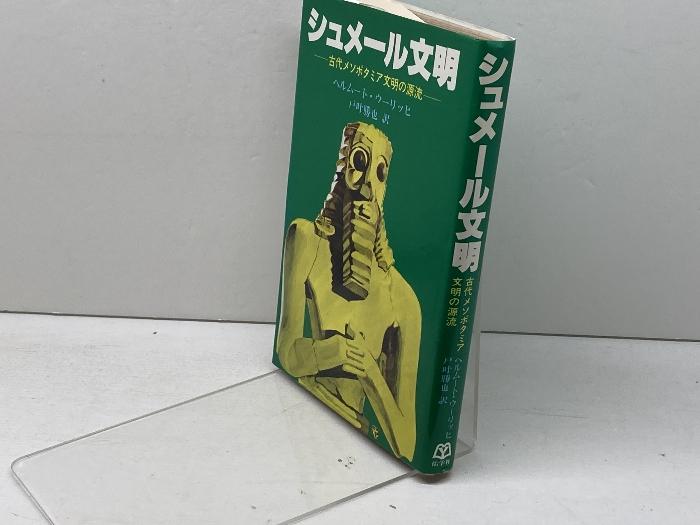 シュメール文明
―古代メソポタミア文明の源流―
ヘルムート・ウーリッヒ
戸叶勝也 訳
シュメール文明
古代メソポタミア
文明の源流
ヘルムート・ウーリッヒ
戸叶勝也 訳
佑学社